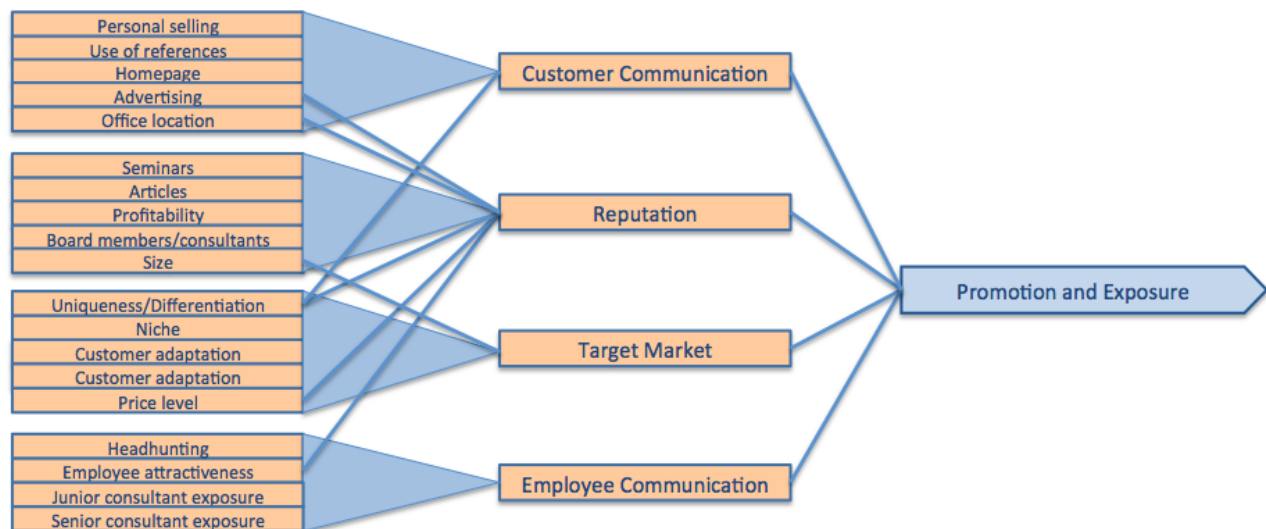 Personal selling
Use of references
Homepage
Advertising
Office location
Customer Communication
Seminars
Articles
Profitability
Board members/consultants
Size
Reputation
Uniqueness/Differentiation
Niche
Customer adaptation
Customer adaptation
Price level
Target Market
Headhunting
Employee attractiveness
Junior consultant exposure
Senior consultant exposure
Employee Communication
Promotion and Exposure